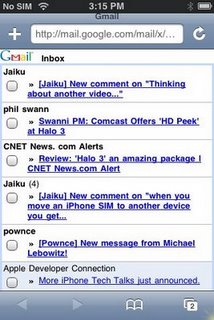 No SIM 3:15 PM
Gmail
http://mail.google.com/mail/x/...
Gmail Inbox
Jaiku
» [Jaiku] New comment on "Thinking
about another video..."
phil swann
» Swanni PM: Comcast Offers 'HD Peek'
at Halo 3
CNET News.com Alerts
» Review: 'Halo 3' an amazing package |
CNET News.com Alert
Jaiku (4)
» [Jaiku] New comment on "when you
move an iPhone SIM to another device
you get...
pownce
» [Pownce] New message from Michael
Lebowitz!
Apple Developer Connection
» More iPhone Tech Talks just announced.
2